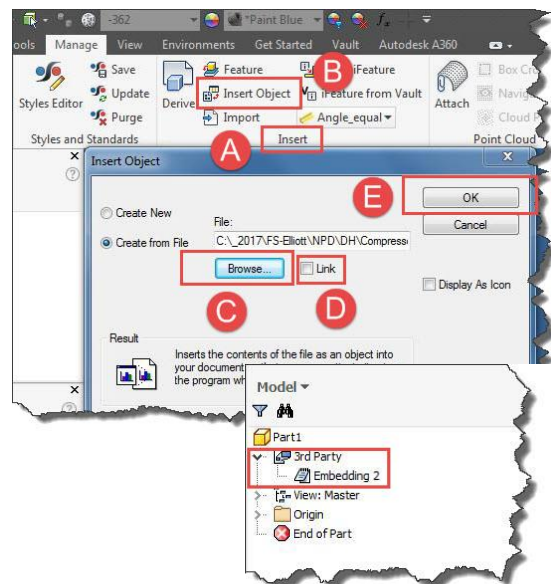 -362 *Paint Blue fx
ools Manage View Environments Get Started Vault Autodesk A360
Styles Editor
Save
Update
Purge
Styles and Standards
Derive
Feature
Insert Object
Import
iFeature
iFeature from Vault
Angle_equal
Insert
Attach
Box Cr
Navig
Cloud P
Point Cloud
A
B
Insert Object
Create New
Create from File
File:
C:\_2017\FS-Elliott\NPD\DH\Compress
Browse...
Link
OK
Cancel
Display As Icon
C
D
E
Result
Inserts the contents of the file as an object into
your document
the program wh
Model
Part1
3rd Party
Embedding 2
View: Master
Origin
End of Part